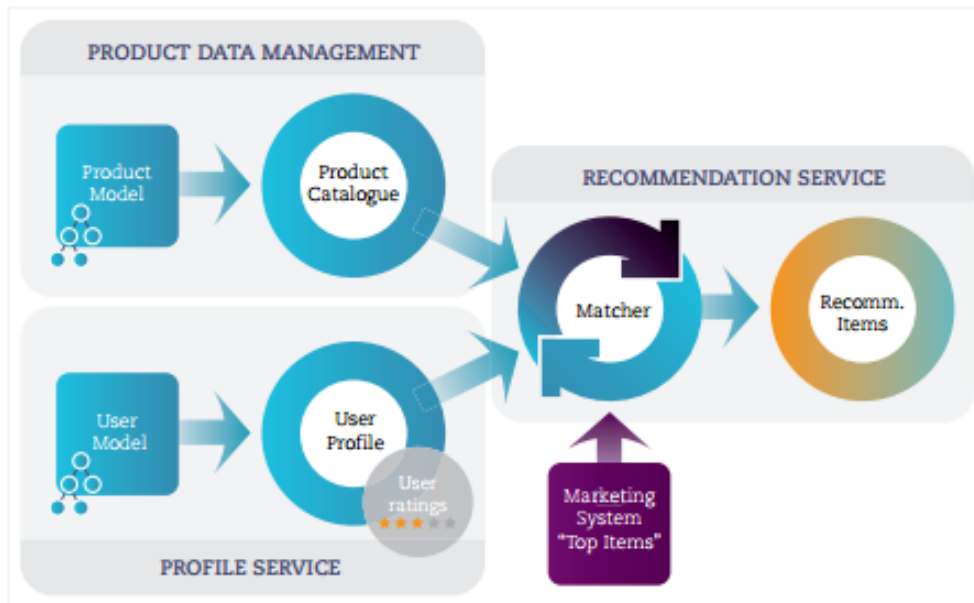 PRODUCT DATA MANAGEMENT
Product
Model
Product
Catalogue
RECOMMENDATION SERVICE
Matcher
Recomm.
Items
User
Model
User
Profile
User
ratings
Marketing
System
“Top Items”
PROFILE SERVICE